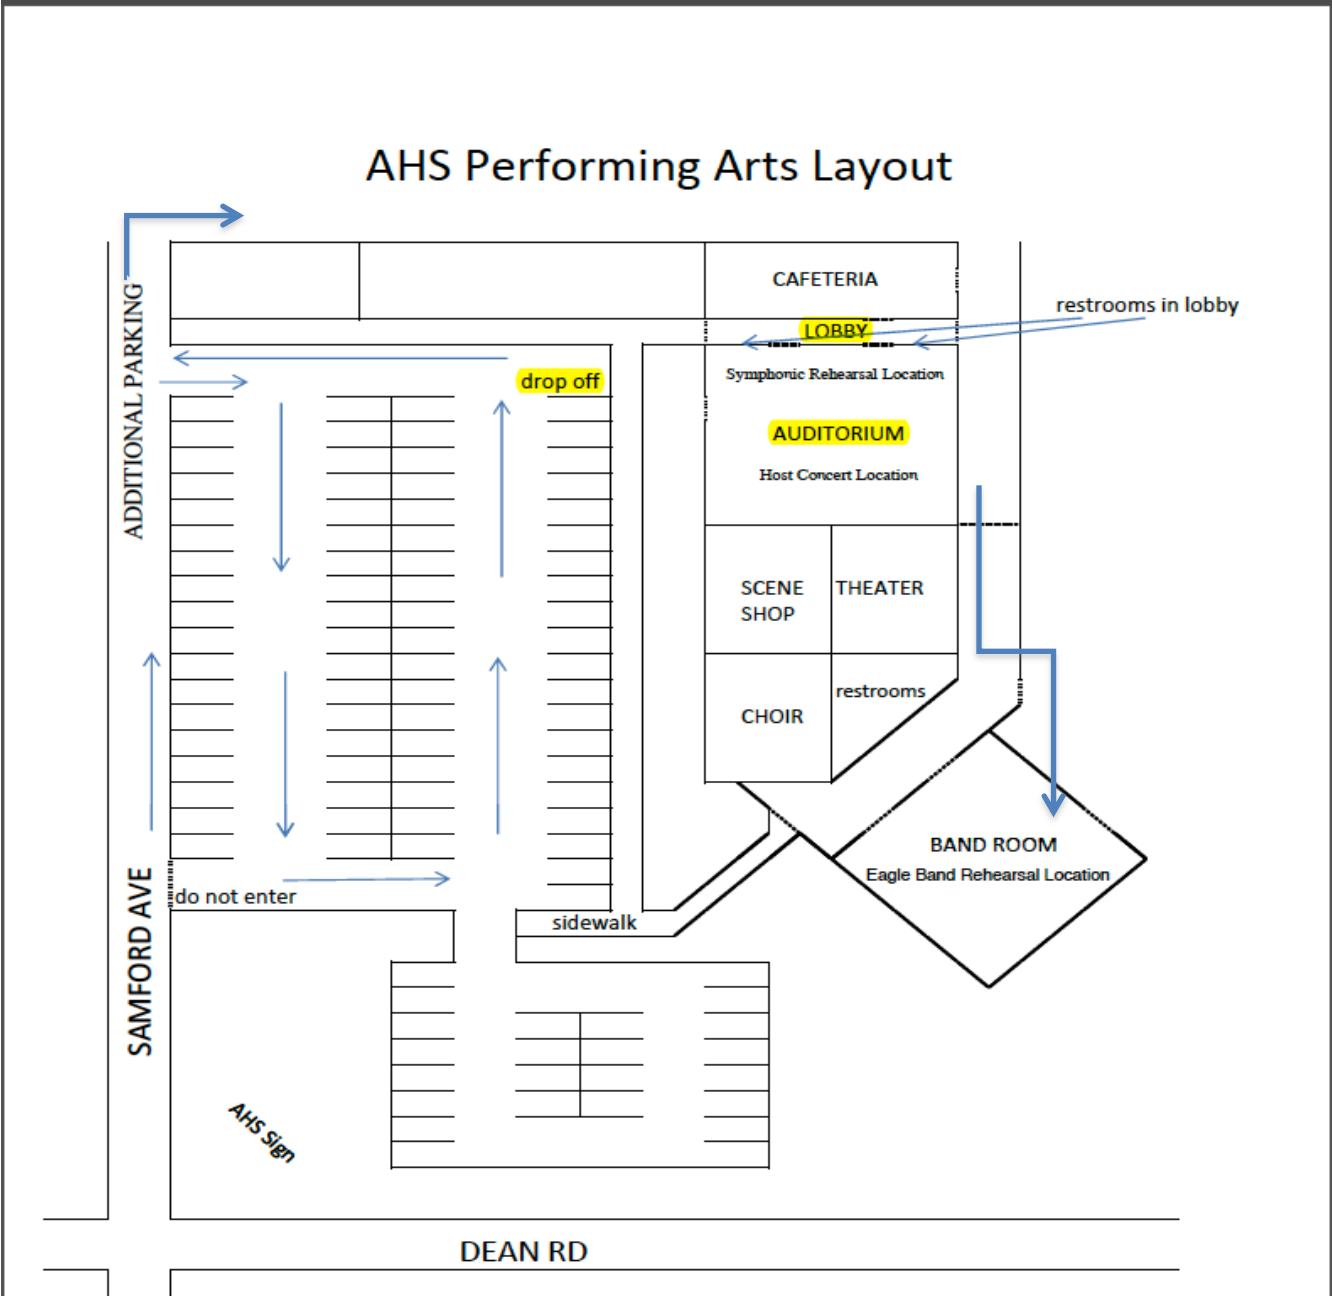 AHS Performing Arts Layout
CAFETERIA
restrooms in lobby
LOBBY
ADDITIONAL PARKING
drop off
Symphonic Rehearsal Location
AUDITORIUM
Host Concert Location
SCENE
SHOP
THEATER
restrooms
CHOIR
BAND ROOM
Eagle Band Rehearsal Location
do not enter
sidewalk
SAMFORD AVE
AHS Sign
DEAN RD